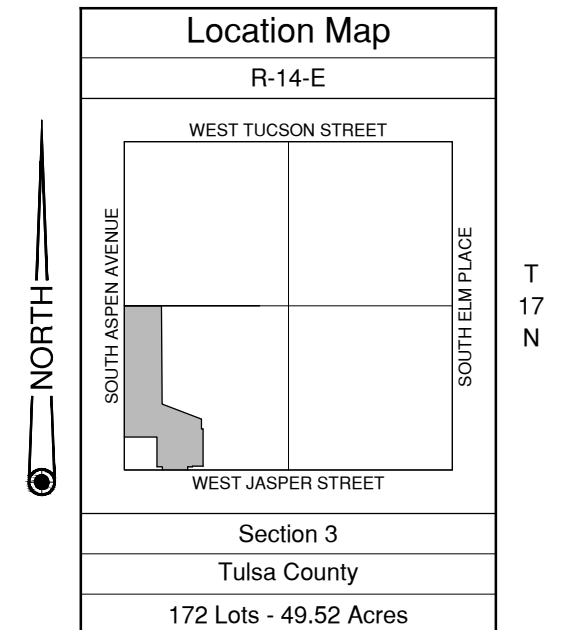 Location Map
R-14-E
WEST TUCSON STREET
SOUTH ASPEN AVENUE
SOUTH ELM PLACE
NORTH
T
17
N
WEST JASPER STREET
Section 3
Tulsa County
172 Lots - 49.52 Acres